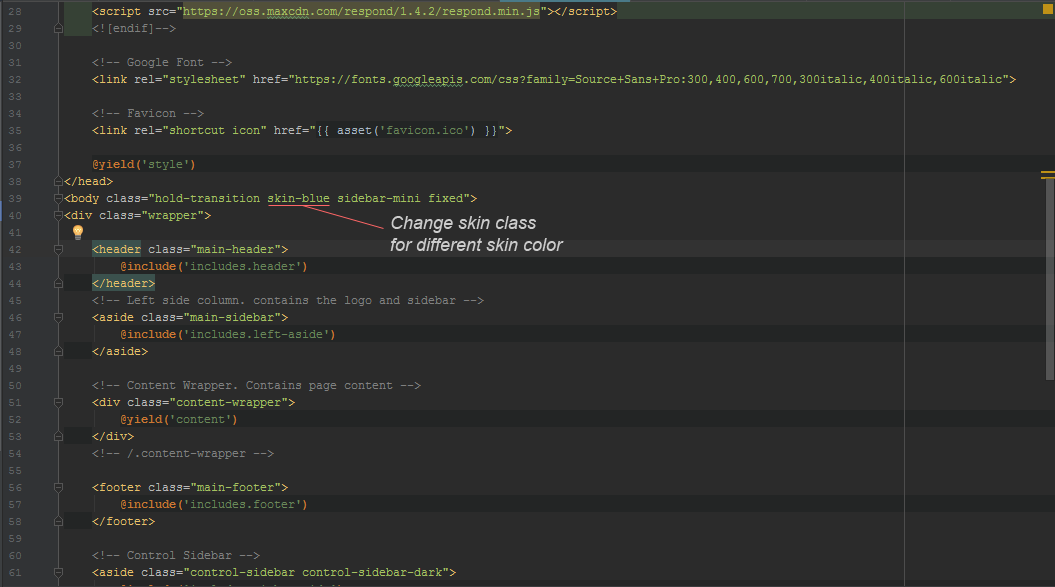 28 <script src="https://oss.maxcdn.com/respond/1.4.2/respond.min.js"></script>
29 <![endif]-->
30
31 <!-- Google Font -->
32 <link rel="stylesheet" href="https://fonts.googleapis.com/css?family=Source+Sans+Pro:300,400,600,700,300italic,400italic,600italic">
33
34 <!-- Favicon -->
35 <link rel="shortcut icon" href="{{ asset('favicon.ico') }}">
36
37 @yield('style')
38 </head>
39 <body class="hold-transition skin-blue sidebar-mini fixed">
40 <div class="wrapper">
Change skin class
41
for different skin color
42 <header class="main-header">
43 @include('includes.header')
44 </header>
45 <!-- Left side column. contains the logo and sidebar -->
46 <aside class="main-sidebar">
47 @include('includes.left-aside')
48 </aside>
49
50 <!-- Content Wrapper. Contains page content -->
51 <div class="content-wrapper">
52 @yield('content')
53 </div>
54 <!-- /.content-wrapper -->
55
56 <footer class="main-footer">
57 @include('includes.footer')
58 </footer>
59
60 <!-- Control Sidebar -->
61 <aside class="control-sidebar control-sidebar-dark">